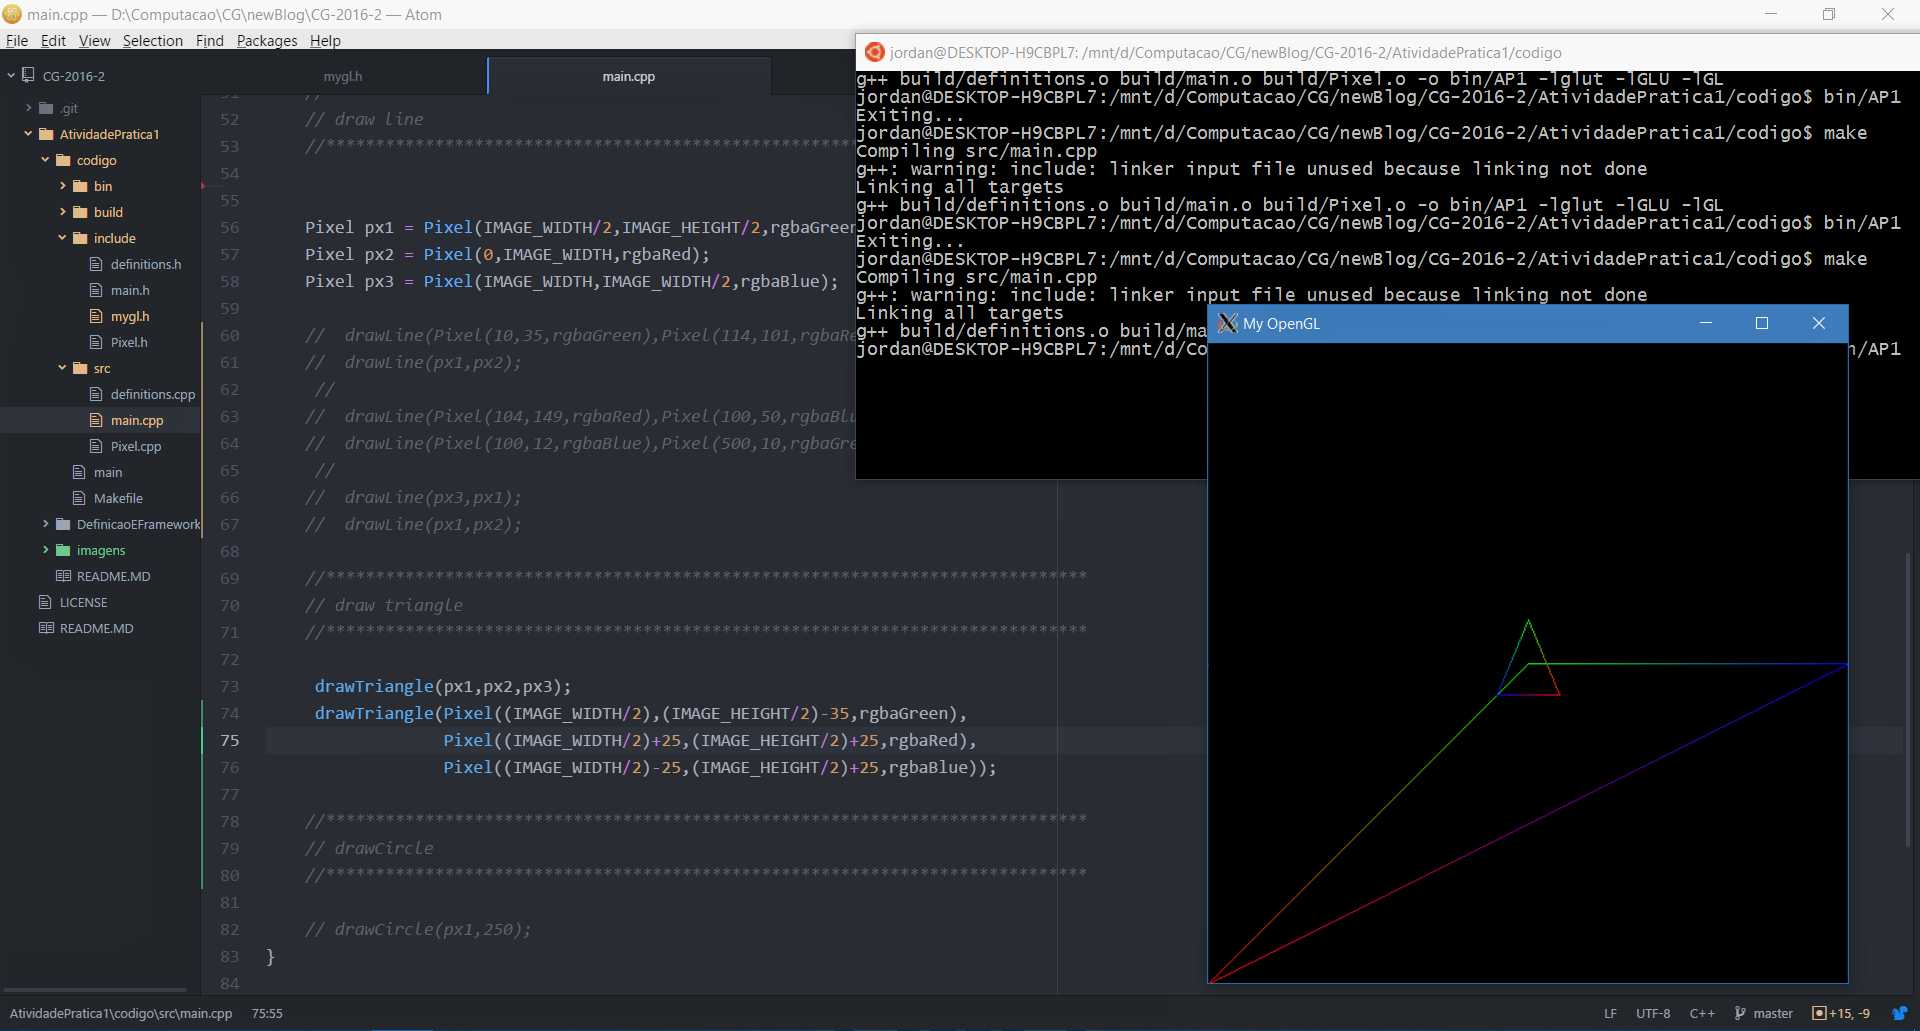 main.cpp — D:\Computacao\CG\newBlog\CG-2016-2 — Atom
File Edit View Selection Find Packages Help
CG-2016-2
.git
AtividadePratica1
codigo
bin
build
include
definitions.h
main.h
mygl.h
Pixel.h
src
definitions.cpp
main.cpp
Pixel.cpp
main
Makefile
DefinicaoEFramework
imagens
README.MD
LICENSE
README.MD
mygl.h
main.cpp
51 //
52 // draw line
53 //******************************************************
54
55
56 Pixel px1 = Pixel(IMAGE_WIDTH/2,IMAGE_HEIGHT/2,rgbaGreen
57 Pixel px2 = Pixel(0,IMAGE_WIDTH,rgbaRed);
58 Pixel px3 = Pixel(IMAGE_WIDTH,IMAGE_WIDTH/2,rgbaBlue);
59
60 // drawLine(Pixel(10,35,rgbaGreen),Pixel(114,101,rgbaRe
61 // drawLine(px1,px2);
62 //
63 // drawLine(Pixel(104,149,rgbaRed),Pixel(100,50,rgbaBlu
64 // drawLine(Pixel(100,12,rgbaBlue),Pixel(500,10,rgbaGre
65 //
66 // drawLine(px3,px1);
67 // drawLine(px1,px2);
68
69 //*****************************************************************************
70 // draw triangle
71 //*****************************************************************************
72
73 drawTriangle(px1,px2,px3);
74 drawTriangle(Pixel((IMAGE_WIDTH/2),(IMAGE_HEIGHT/2)-35,rgbaGreen),
75 Pixel((IMAGE_WIDTH/2)+25,(IMAGE_HEIGHT/2)+25,rgbaRed),
76 Pixel((IMAGE_WIDTH/2)-25,(IMAGE_HEIGHT/2)+25,rgbaBlue));
77
78 //*****************************************************************************
79 // drawCircle
80 //*****************************************************************************
81
82 // drawCircle(px1,250);
83 }
84
jordan@DESKTOP-H9CBPL7: /mnt/d/Computacao/CG/newBlog/CG-2016-2/AtividadePratica1/codigo
g++ build/definitions.o build/main.o build/Pixel.o -o bin/AP1 -lglut -lGLU -lGL
jordan@DESKTOP-H9CBPL7:/mnt/d/Computacao/CG/newBlog/CG-2016-2/AtividadePratica1/codigo$ bin/AP1
Exiting...
jordan@DESKTOP-H9CBPL7:/mnt/d/Computacao/CG/newBlog/CG-2016-2/AtividadePratica1/codigo$ make
Compiling src/main.cpp
g++: warning: include: linker input file unused because linking not done
Linking all targets
g++ build/definitions.o build/main.o build/Pixel.o -o bin/AP1 -lglut -lGLU -lGL
jordan@DESKTOP-H9CBPL7:/mnt/d/Computacao/CG/newBlog/CG-2016-2/AtividadePratica1/codigo$ bin/AP1
Exiting...
jordan@DESKTOP-H9CBPL7:/mnt/d/Computacao/CG/newBlog/CG-2016-2/AtividadePratica1/codigo$ make
Compiling src/main.cpp
g++: warning: include: linker input file unused because linking not done
Linking all targets
g++ build/definitions.o build/ma
jordan@DESKTOP-H9CBPL7:/mnt/d/Co n/AP1
My OpenGL
AtividadePratica1\codigo\src\main.cpp 75:55 LF UTF-8 C++ master +15, -9